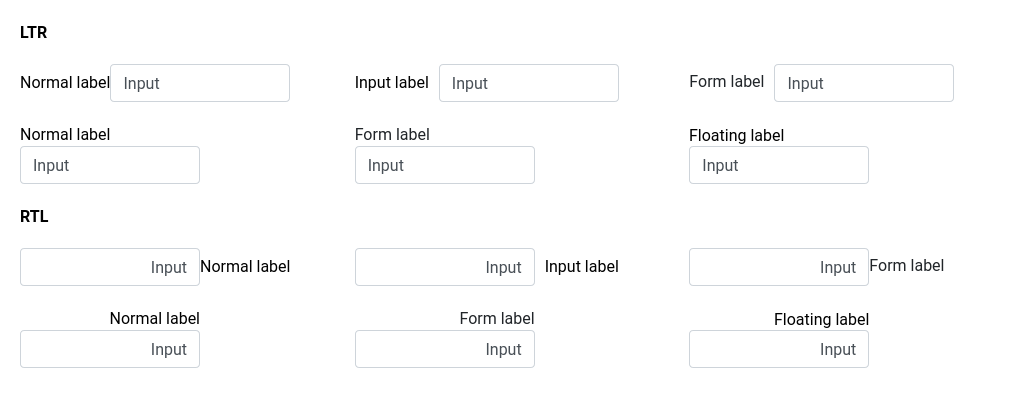 LTR
Normal label Input Input label Input Form label Input
Normal label Form label Floating label
Input Input Input
RTL
Input Normal label Input Input label Input Form label
Normal label Form label Floating label
Input Input Input